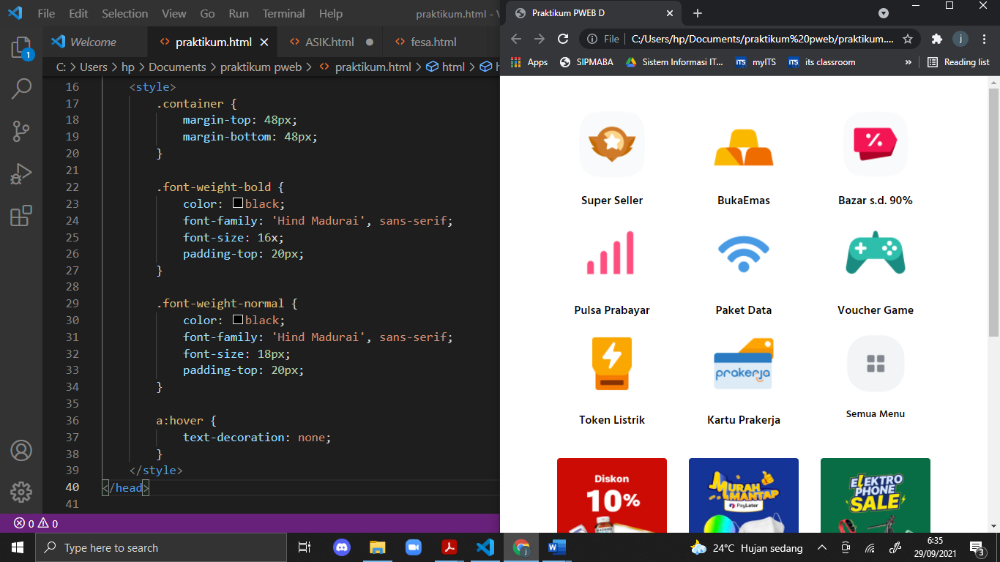 File Edit Selection View Go Run Terminal Help praktikum.html - V
Welcome praktikum.html ASIK.html fesa.html
C: > Users > hp > Documents > praktikum pweb > praktikum.html > html > h
16 <style>
17 .container {
18 margin-top: 48px;
19 margin-bottom: 48px;
20 }
21
22 .font-weight-bold {
23 color: black;
24 font-family: 'Hind Madurai', sans-serif;
25 font-size: 16x;
26 padding-top: 20px;
27 }
28
29 .font-weight-normal {
30 color: black;
31 font-family: 'Hind Madurai', sans-serif;
32 font-size: 18px;
33 padding-top: 20px;
34 }
35
36 a:hover {
37 text-decoration: none;
38 }
39 </style>
40 </head>
41
1
0 0
Praktikum PWEB D
File | C:/Users/hp/Documents/praktikum%20pweb/praktikum.... j
Apps SIPMABA Sistem Informasi IT... ITS myITS ITS its classroom » Reading list
%
Super Seller BukaEmas Bazar s.d. 90%
Pulsa Prabayar Paket Data Voucher Game
prakerja
Token Listrik Kartu Prakerja Semua Menu
Diskon
10%
MURAH
MANTAP
PayLater
ELEKTRO
PHONE
SALE
Type here to search
j
W
24°C Hujan sedang
6:35
29/09/2021
3